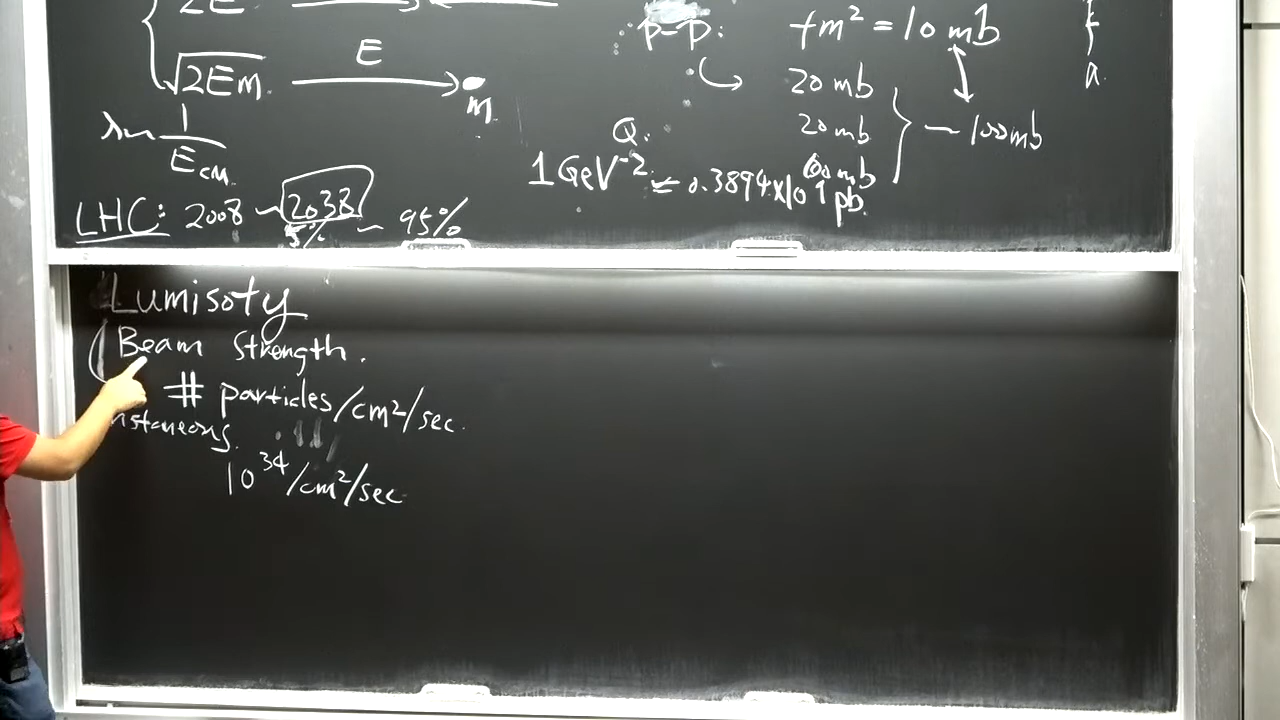 2E
√2Em E m
λ~ 1/E_CM
LHC: 2008 ~ 2038
5% ~ 95%
p-p: fm² = 10 mb
20 mb
20 mb
60 mb
~ 100mb
Q:
1 GeV⁻² = 0.3894×10⁹ pb.
Lumisoty
Beam Strength.
# particles/cm²/sec.
nstaneons.
10³⁴/cm²/sec